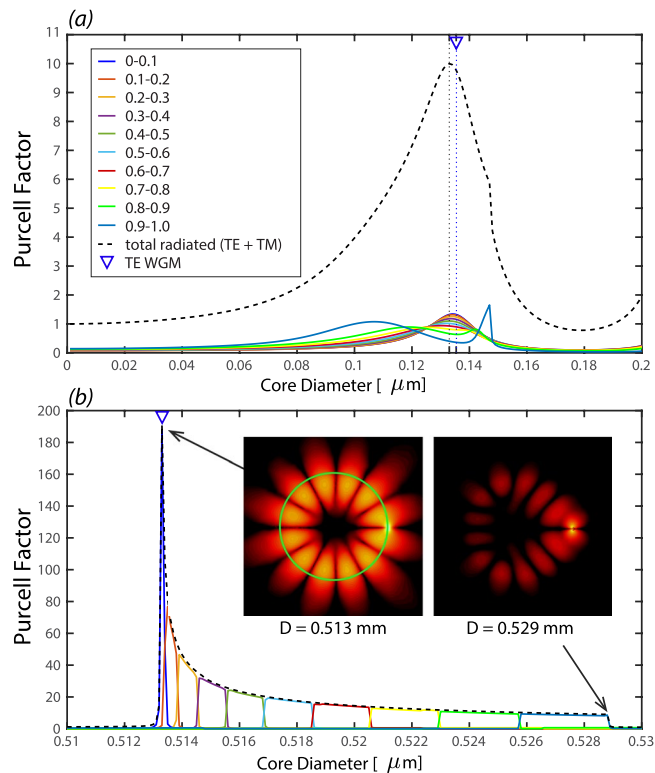 (a)
11
10
9
8
7
6
5
4
3
2
1
0
Purcell Factor
0-0.1
0.1-0.2
0.2-0.3
0.3-0.4
0.4-0.5
0.5-0.6
0.6-0.7
0.7-0.8
0.8-0.9
0.9-1.0
total radiated (TE + TM)
TE WGM
0 0.02 0.04 0.06 0.08 0.1 0.12 0.14 0.16 0.18 0.2
Core Diameter [ μm]
(b)
200
180
160
140
120
100
80
60
40
20
0
Purcell Factor
D = 0.513 mm
D = 0.529 mm
0.51 0.512 0.514 0.516 0.518 0.52 0.522 0.524 0.526 0.523 0.53
Core Diameter [ μm]